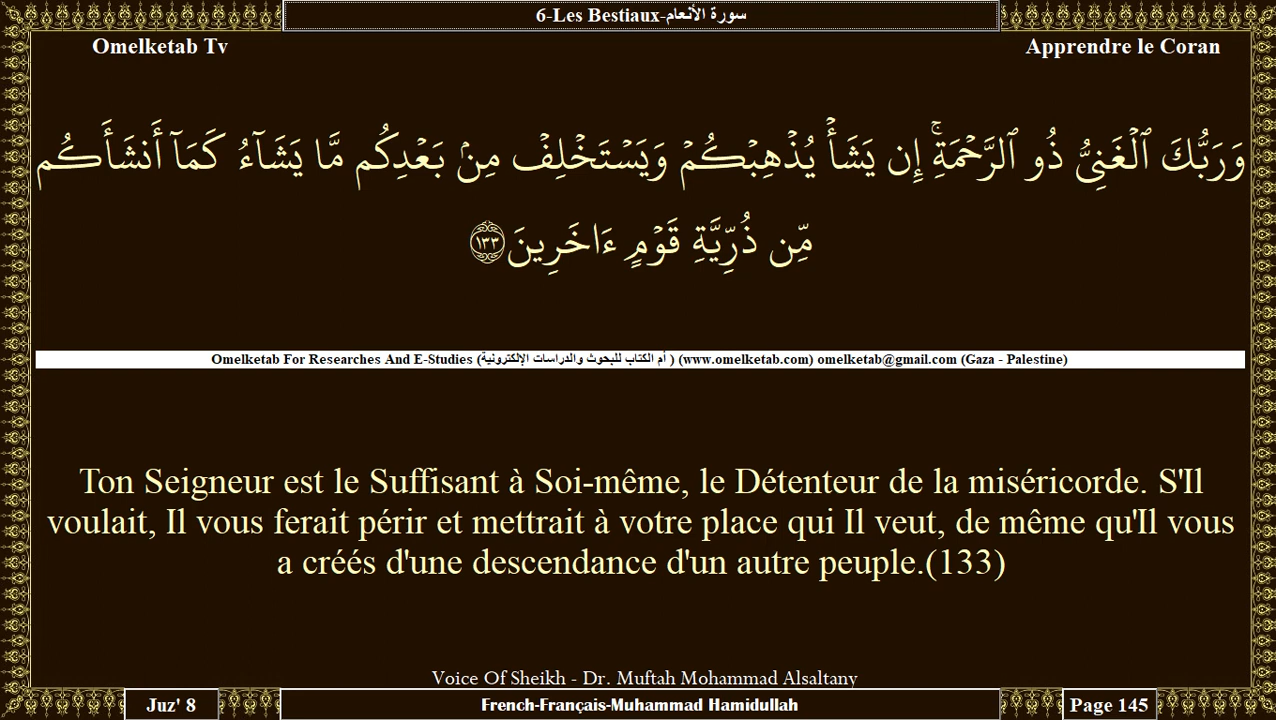 6-Les Bestiaux-سورة الأنعام
Omelketab Tv
Apprendre le Coran
وَرَبُّكَ ٱلْغَنِىُّ ذُو ٱلرَّحْمَةِ ۚ إِن يَشَأْ يُذْهِبْكُمْ وَيَسْتَخْلِفْ مِنۢ بَعْدِكُم مَّا يَشَآءُ كَمَآ أَنشَأَكُم
مِّن ذُرِّيَّةِ قَوْمٍ ءَاخَرِينَ ١٣٣
Omelketab For Researches And E-Studies (أم الكتاب للبحوث والدراسات الإلكترونية ) (www.omelketab.com) omelketab@gmail.com (Gaza - Palestine)
Ton Seigneur est le Suffisant à Soi-même, le Détenteur de la miséricorde. S'Il
voulait, Il vous ferait périr et mettrait à votre place qui Il veut, de même qu'Il vous
a créés d'une descendance d'un autre peuple.(133)
Voice Of Sheikh - Dr. Muftah Mohammad Alsaltany
Juz' 8
French-Français-Muhammad Hamidullah
Page 145